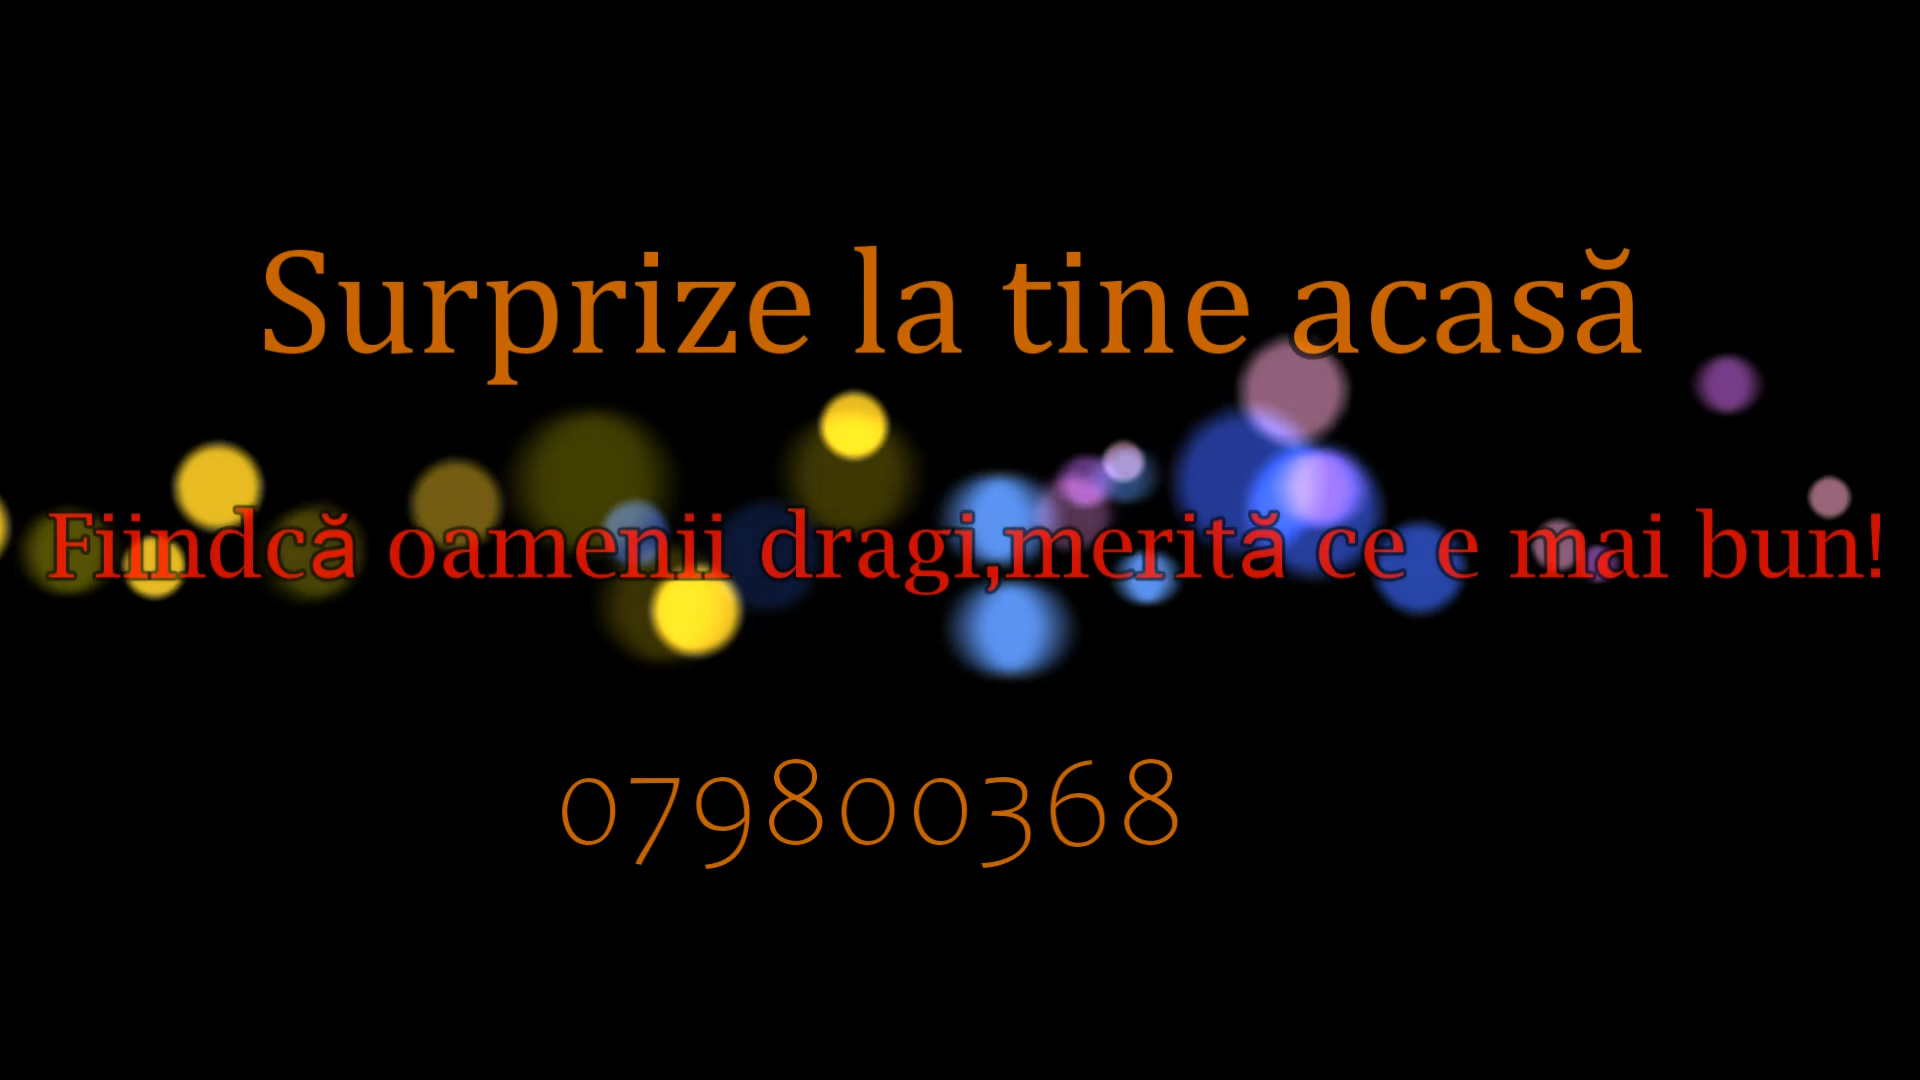 Surprize la tine acasă
Fiindcă oamenii dragi,merită ce e mai bun!
079800368